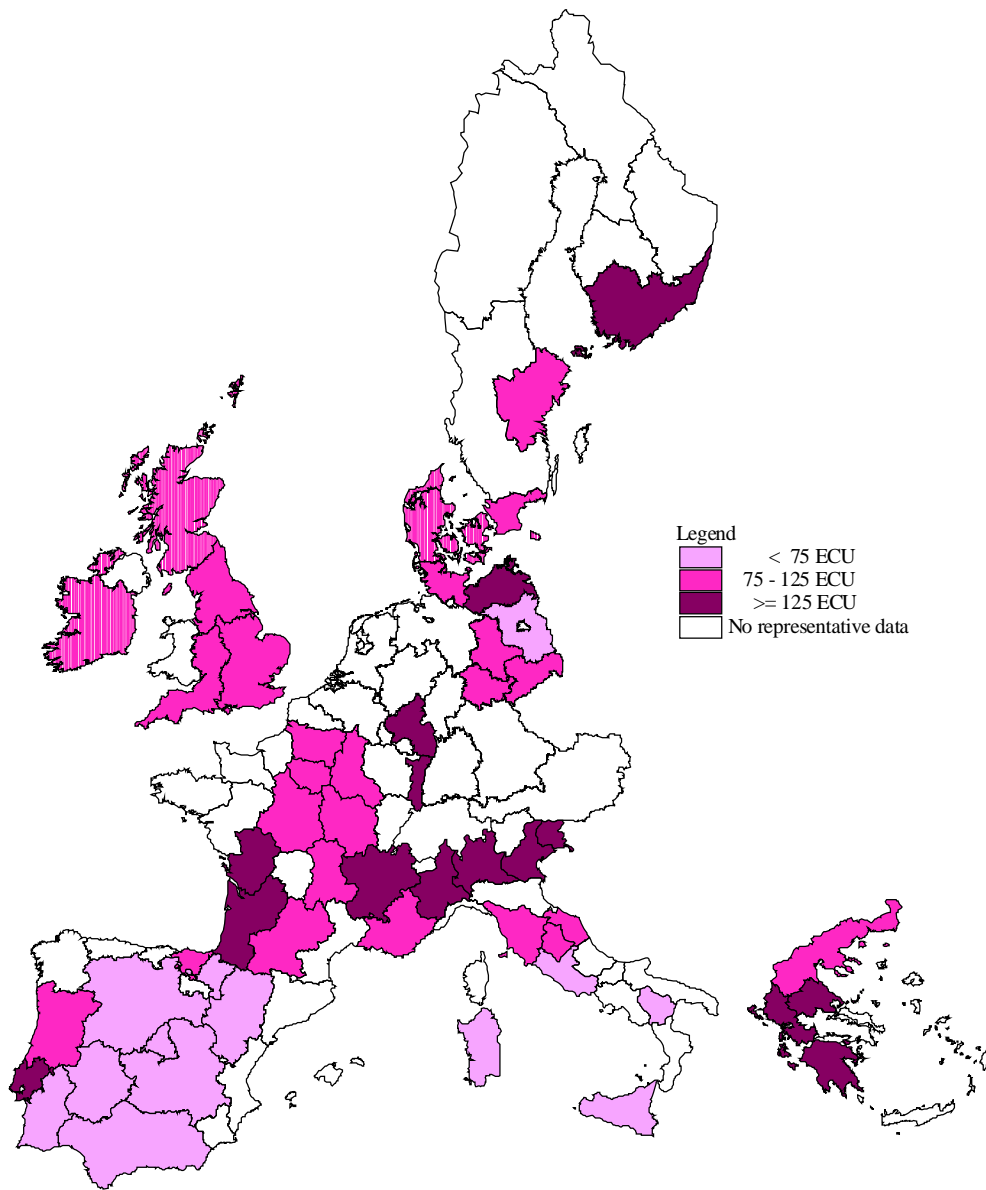 Legend
< 75 ECU
75 - 125 ECU
>= 125 ECU
No representative data